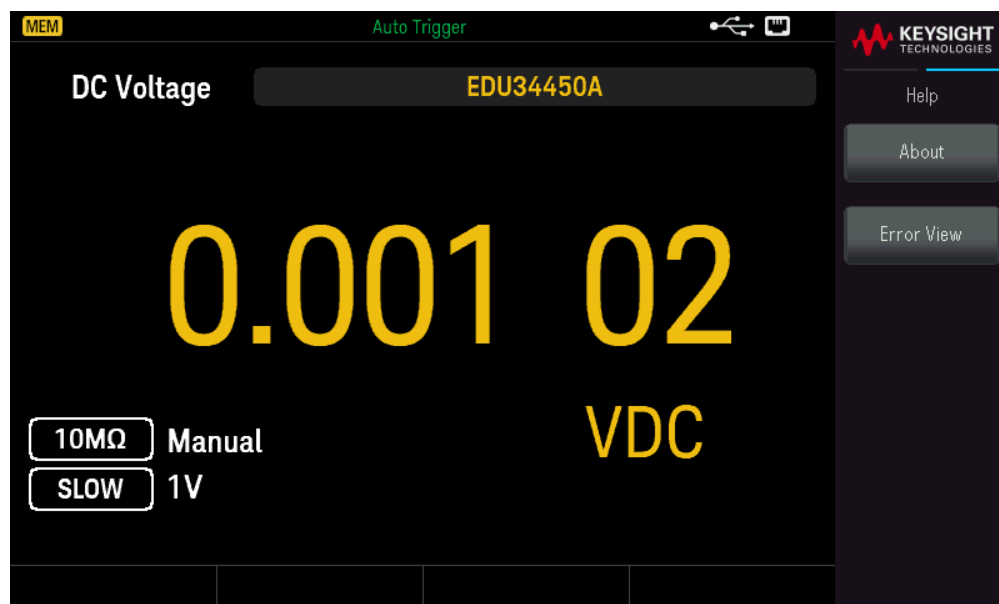 MEM
Auto Trigger
KEYSIGHT
TECHNOLOGIES
DC Voltage
EDU34450A
Help
About
Error View
0.001 02
VDC
10MΩ Manual
SLOW 1V